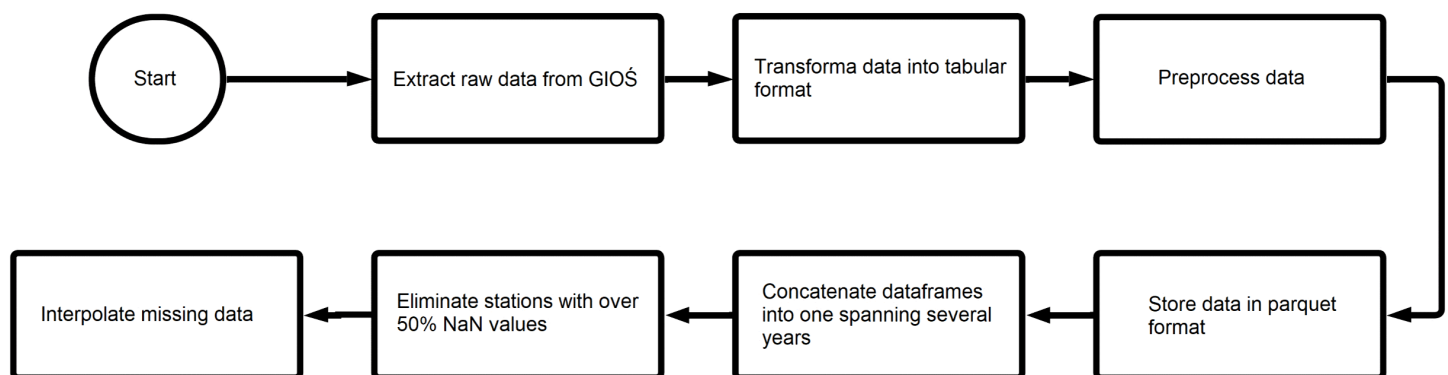 Start
Extract raw data from GIOŚ
Transforma data into tabular
format
Preprocess data
Store data in parquet
format
Concatenate dataframes
into one spanning several
years
Eliminate stations with over
50% NaN values
Interpolate missing data